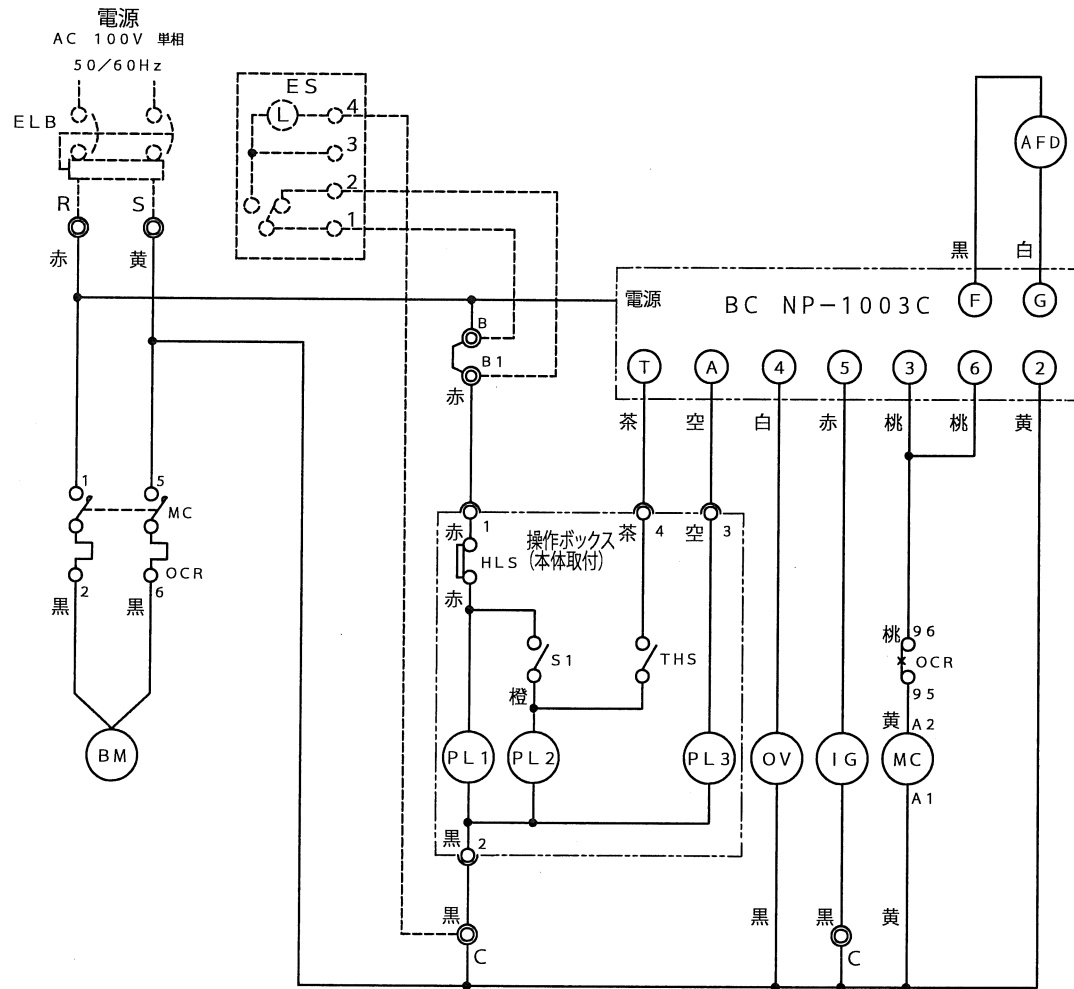 電源
AC 100V 単相
50/60Hz
ELB
R
S
赤
黄
ES
L
4
3
2
1
B
B1
赤
AFD
黒
白
電源
BC NP-1003C
F
G
T
A
4
5
3
6
2
茶
空
白
赤
桃
桃
黄
1
5
MC
OCR
2
6
黒
黒
BM
赤
1
操作ボックス
(本体取付)
茶
4
空
3
HLS
赤
S1
THS
橙
PL1
PL2
PL3
OV
IG
MC
桃
96
OCR
95
黄
A2
A1
黒
2
黒
C
黒
黒
C
黄